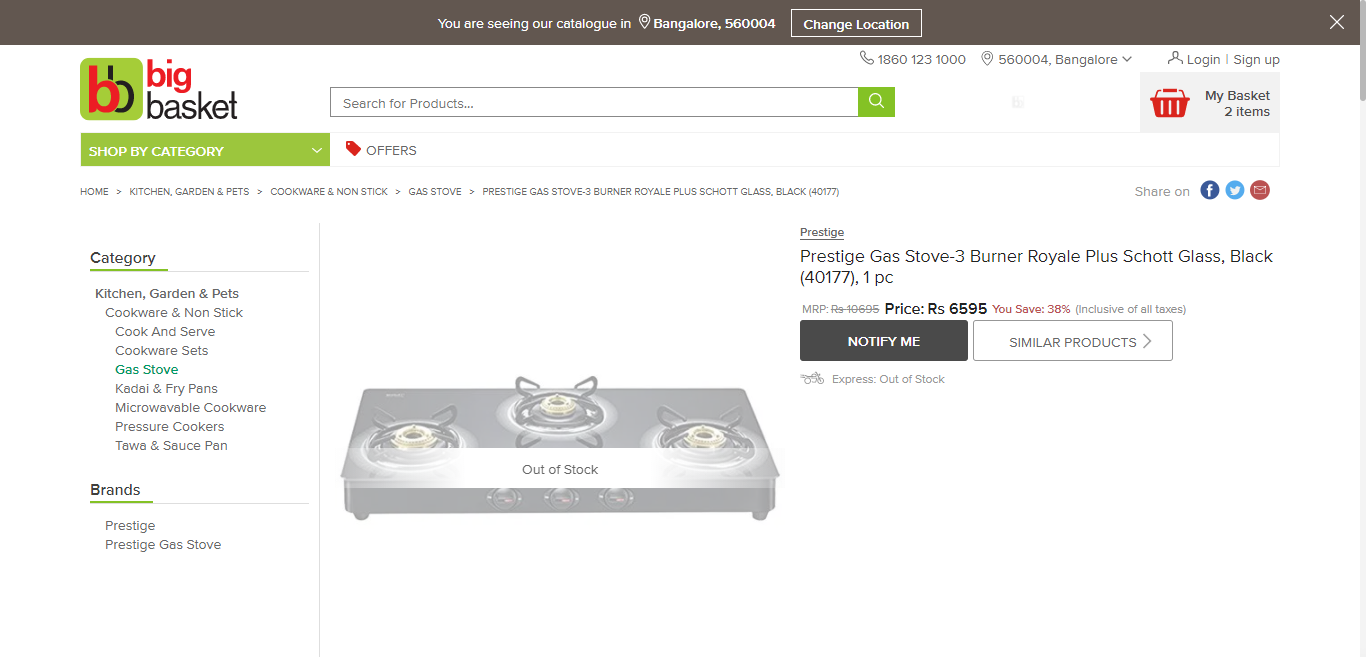 You are seeing our catalogue in Bangalore, 560004 Change Location
1860 123 1000 560004, Bangalore Login | Sign up
bb big basket
Search for Products...
My Basket
2 items
SHOP BY CATEGORY OFFERS
HOME > KITCHEN, GARDEN & PETS > COOKWARE & NON STICK > GAS STOVE > PRESTIGE GAS STOVE-3 BURNER ROYALE PLUS SCHOTT GLASS, BLACK (40177)
Share on
Category
Kitchen, Garden & Pets
Cookware & Non Stick
Cook And Serve
Cookware Sets
Gas Stove
Kadai & Fry Pans
Microwavable Cookware
Pressure Cookers
Tawa & Sauce Pan
Brands
Prestige
Prestige Gas Stove
Out of Stock
Prestige
Prestige Gas Stove-3 Burner Royale Plus Schott Glass, Black
(40177), 1 pc
MRP: Rs 10695 Price: Rs 6595 You Save: 38% (Inclusive of all taxes)
NOTIFY ME SIMILAR PRODUCTS
Express: Out of Stock